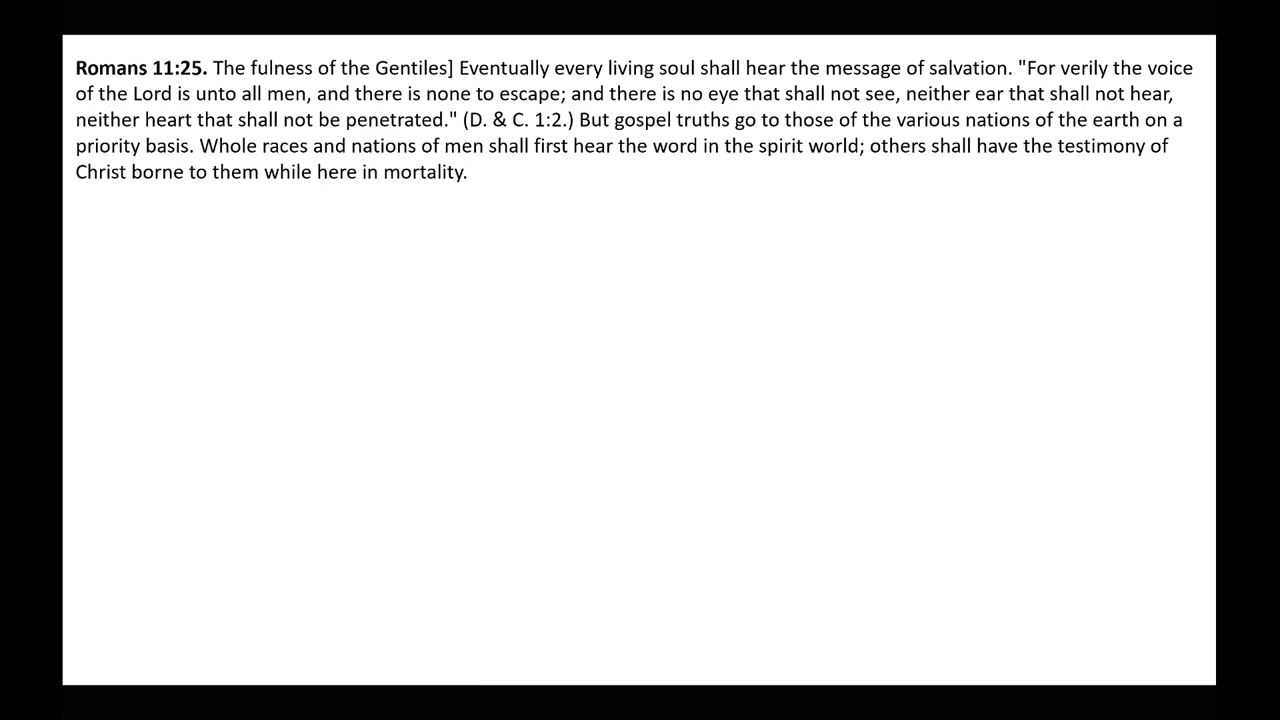 Romans 11:25. The fulness of the Gentiles] Eventually every living soul shall hear the message of salvation. "For verily the voice
of the Lord is unto all men, and there is none to escape; and there is no eye that shall not see, neither ear that shall not hear,
neither heart that shall not be penetrated." (D. & C. 1:2.) But gospel truths go to those of the various nations of the earth on a
priority basis. Whole races and nations of men shall first hear the word in the spirit world; others shall have the testimony of
Christ borne to them while here in mortality.